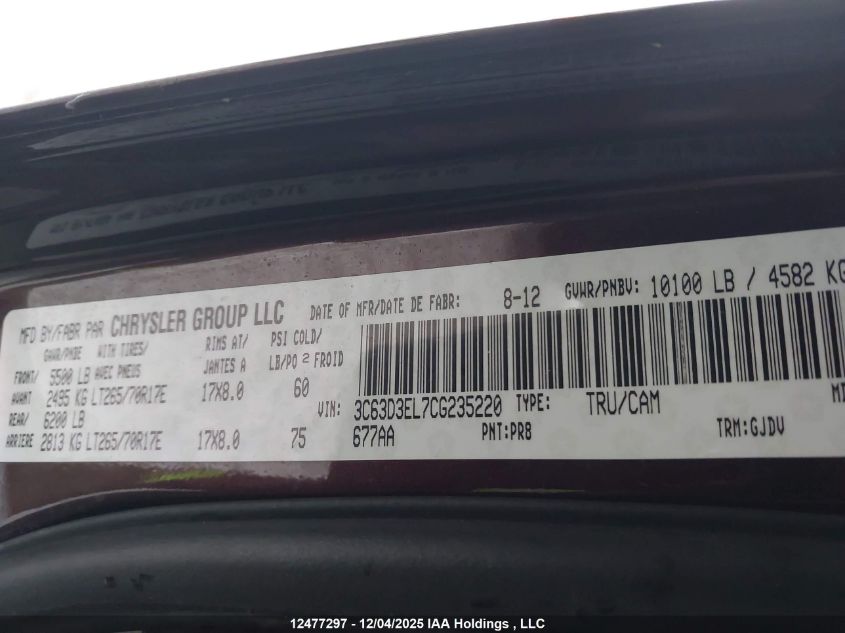 MFD BY/FABR PAR CHRYSLER GROUP LLC DATE OF MFR/DATE DE FABR: 8-12 GVWR/PNBV: 10100 LB / 4582 KG
GAWR/PNBE WITH TIRES/ RIMS AT/ PSI COLD/
FRONT/ 5500 LB AVEC PNEUS JANTES A LB/PO 2 FROID
AVANT 2495 KG LT265/70R17E 17X8.0 60
REAR/ 6200 LB VIN: 3C63D3EL7CG235220 TYPE: TRU/CAM
ARRIERE 2813 KG LT265/70R17E 17X8.0 75 677AA PNT:PR8 TRM:GJDV
12477297 - 12/04/2025 IAA Holdings , LLC